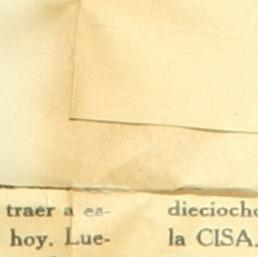 traer a es-
hoy. Lue-
dieciocho
la CISA.